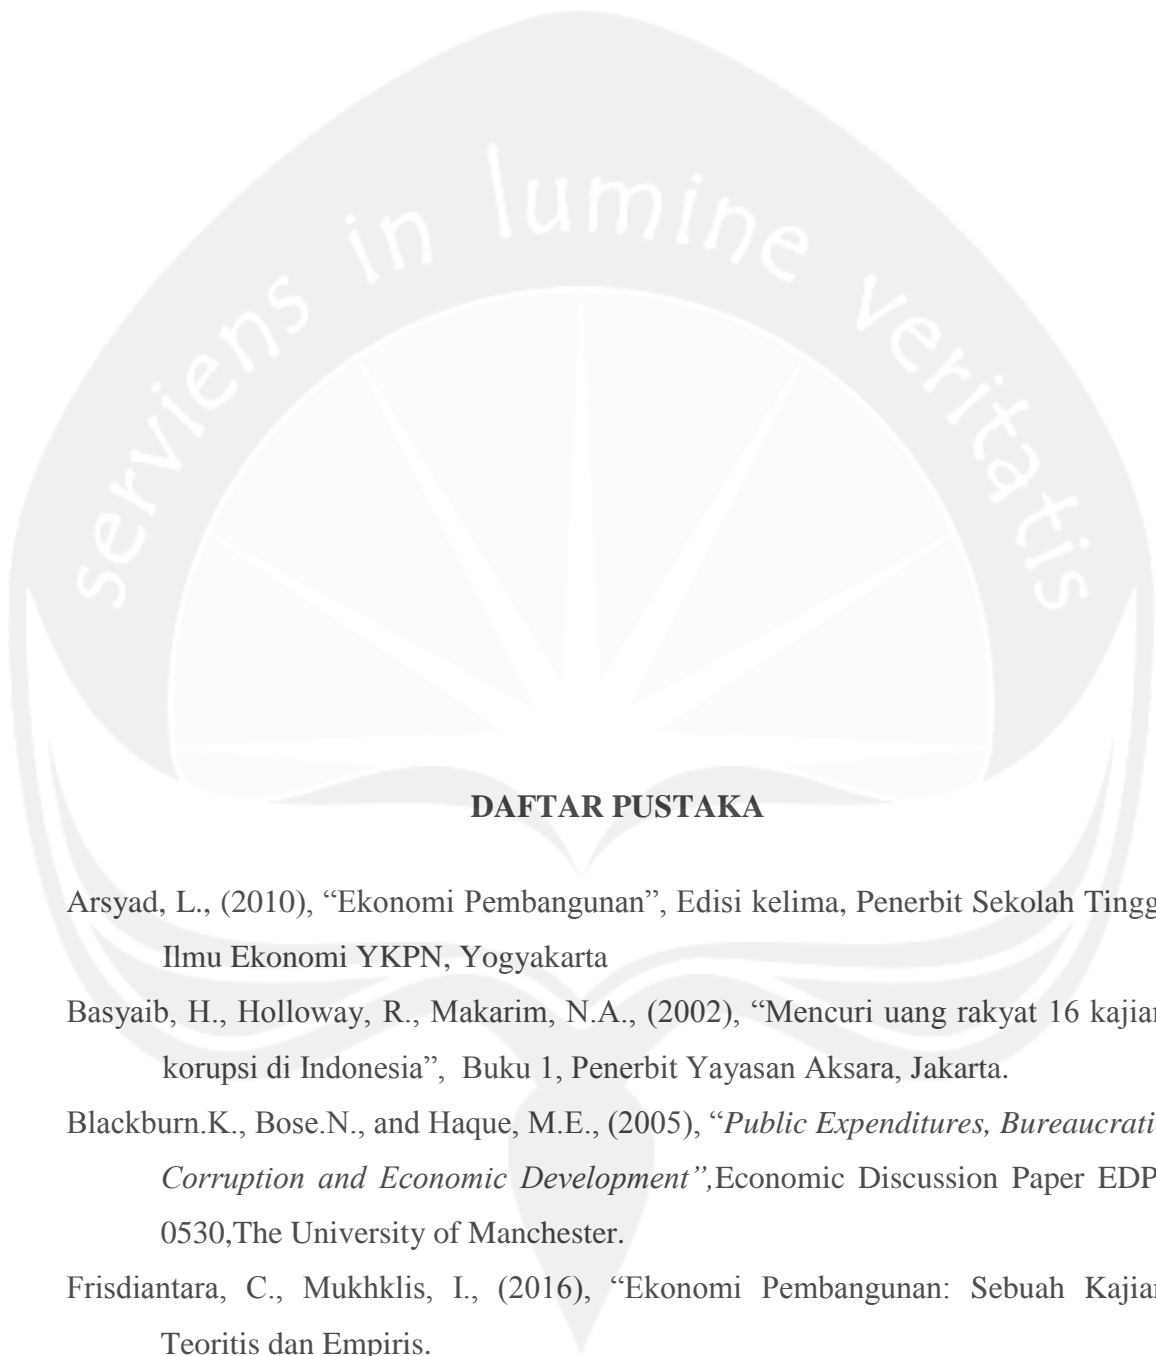 serviens in lumine veritatis
DAFTAR PUSTAKA
Arsyad, L., (2010), “Ekonomi Pembangunan”, Edisi kelima, Penerbit Sekolah Tingg
Ilmu Ekonomi YKPN, Yogyakarta
Basyaib, H., Holloway, R., Makarim, N.A., (2002), “Mencuri uang rakyat 16 kajian
korupsi di Indonesia”, Buku 1, Penerbit Yayasan Aksara, Jakarta.
Blackburn.K., Bose.N., and Haque, M.E., (2005), “Public Expenditures, Bureaucrati
Corruption and Economic Development”,Economic Discussion Paper EDP
0530,The University of Manchester.
Frisdiantara, C., Mukhklis, I., (2016), “Ekonomi Pembangunan: Sebuah Kajian
Teoritis dan Empiris.